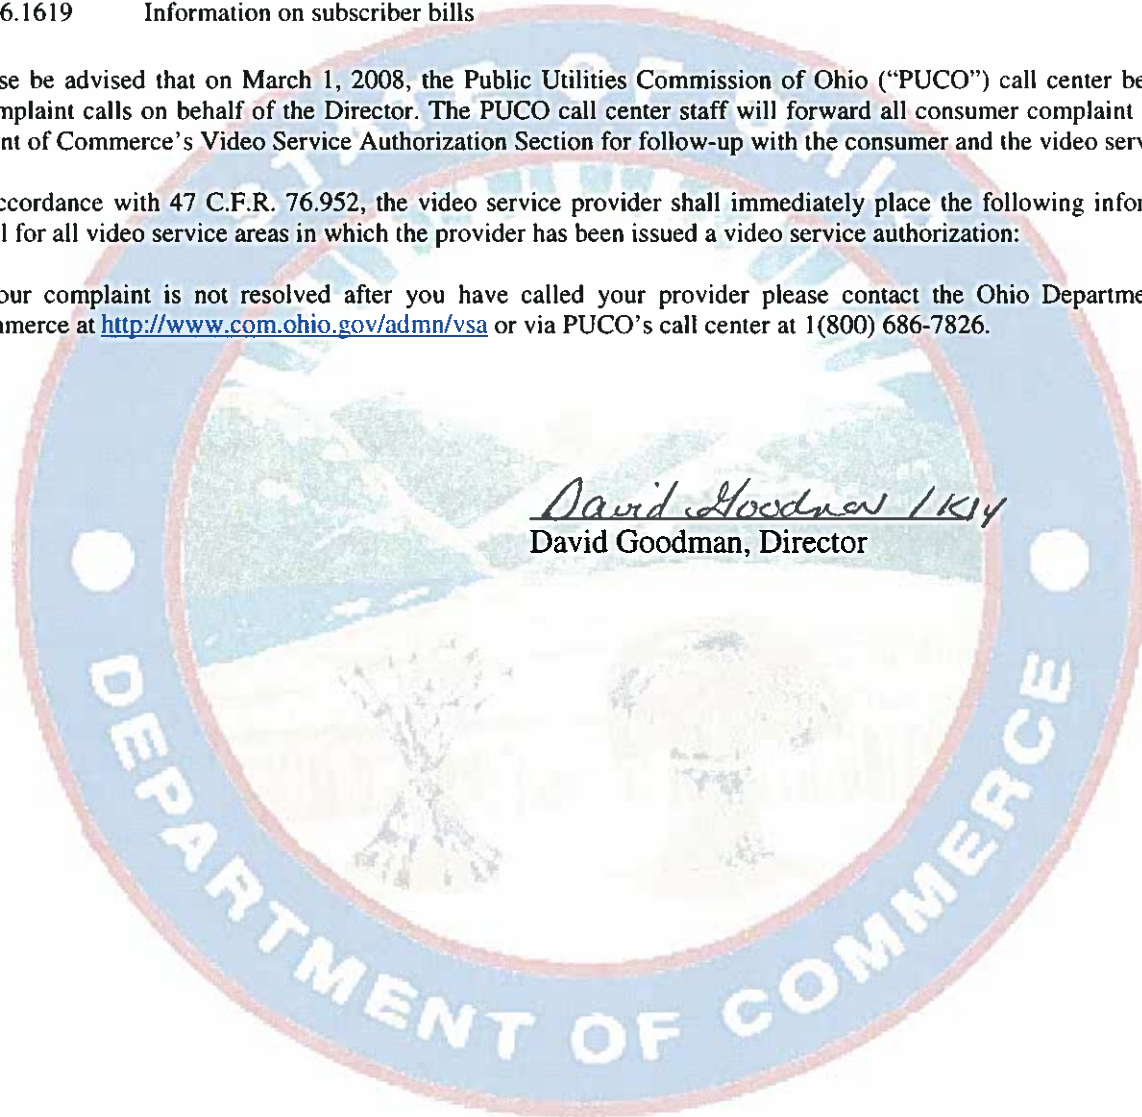 6.1619 Information on subscriber bills
se be advised that on March 1, 2008, the Public Utilities Commission of Ohio (“PUCO”) call center be
mplaint calls on behalf of the Director. The PUCO call center staff will forward all consumer complaint
nt of Commerce’s Video Service Authorization Section for follow-up with the consumer and the video serv
ccordance with 47 C.F.R. 76.952, the video service provider shall immediately place the following infor
l for all video service areas in which the provider has been issued a video service authorization:
our complaint is not resolved after you have called your provider please contact the Ohio Departme
mmerce at http://www.com.ohio.gov/admn/vsa or via PUCO’s call center at 1(800) 686-7826.
David Goodman
David Goodman, Director
STATE OF OHIO
DEPARTMENT OF COMMERCE